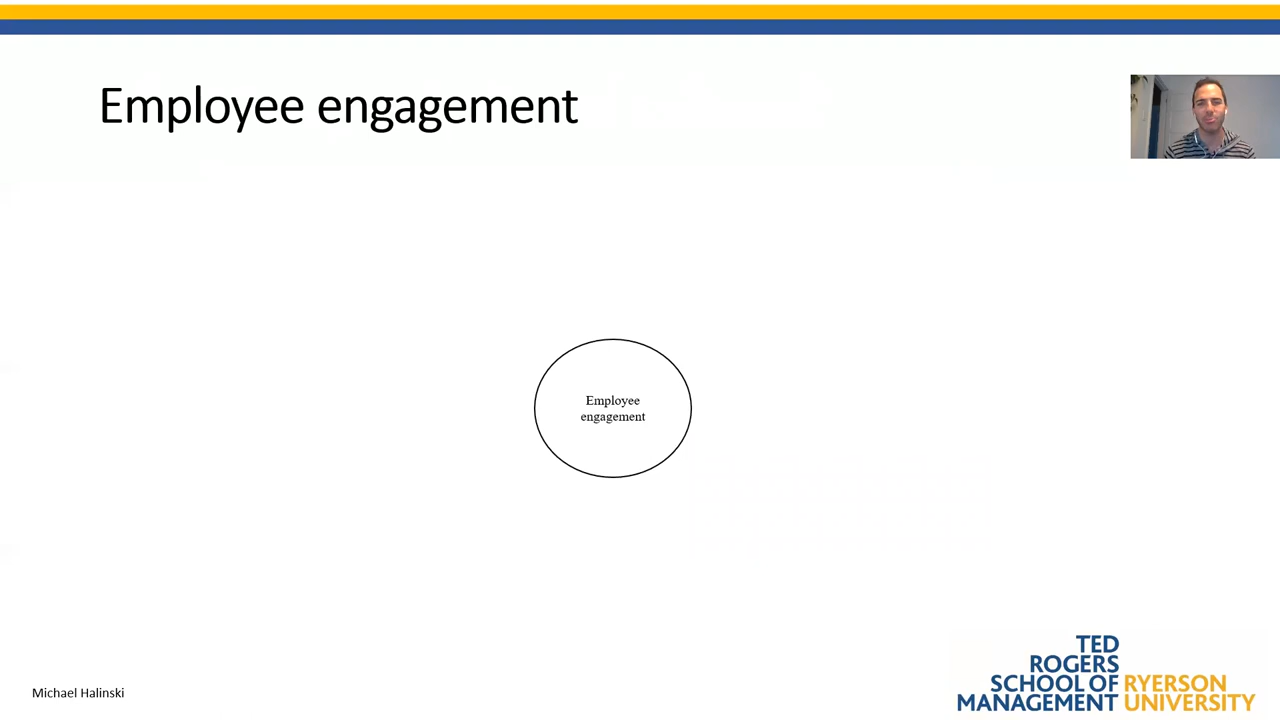 Employee engagement
Employee
engagement
Michael Halinski
TED
ROGERS
SCHOOL OF RYERSON
MANAGEMENT UNIVERSITY